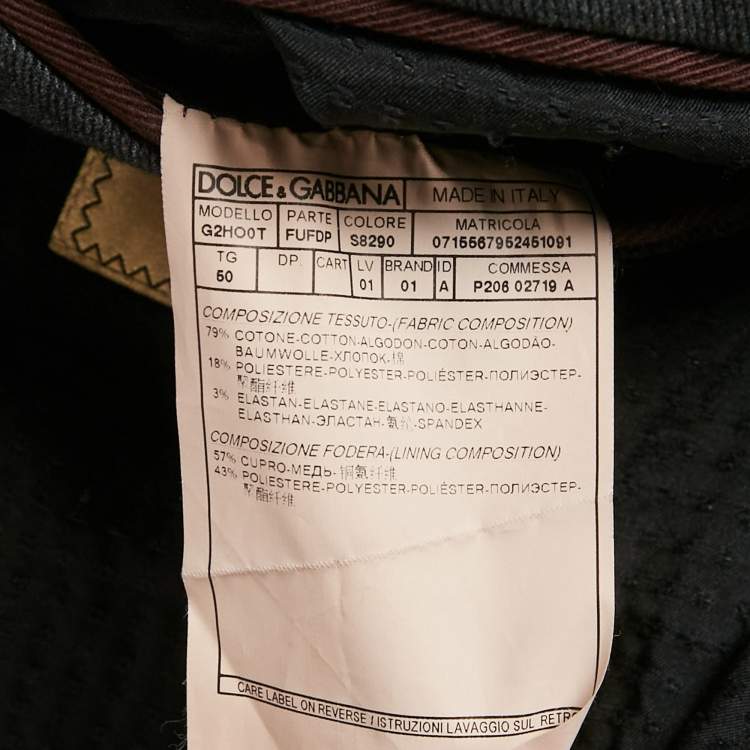 DOLCE & GABBANA MADE IN ITALY
MODELLO PARTE COLORE MATRICOLA
G2HO0T FUFDP S8290 0715567952451091
TG DP. CART LV BRAND ID COMMESSA
50 01 01 A P206 02719 A
COMPOSIZIONE TESSUTO-(FABRIC COMPOSITION)
79% COTONE-COTTON-ALGODON-COTON-ALGODÃO-
BAUMWOLLE-ХЛОПОК-棉
18% POLIESTERE-POLYESTER-POLIÉSTER-ПОЛИЭСТЕР-
聚酯纤维
3% ELASTAN-ELASTANE-ELASTANO-ELASTHANNE-
ELASTHAN-ЭЛАСТАН-氨纶-SPANDEX
COMPOSIZIONE FODERA-(LINING COMPOSITION)
57% CUPRO-МЕДЬ-铜氨纤维
43% POLIESTERE-POLYESTER-POLIÉSTER-ПОЛИЭСТЕР-
聚酯纤维
CARE LABEL ON REVERSE / ISTRUZIONI LAVAGGIO SUL RETRO